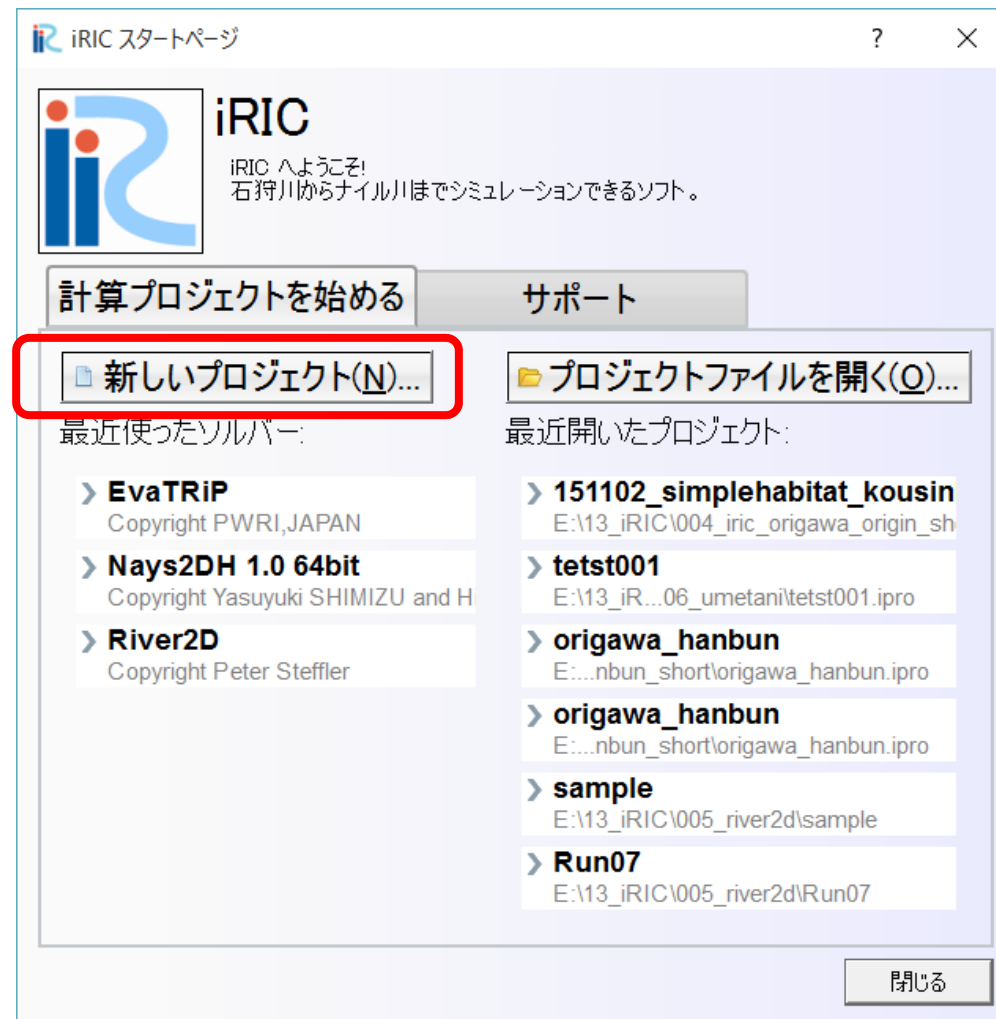 iRIC スタートページ
iRIC
iRIC へようこそ!
石狩川からナイル川までシミュレーションできるソフト。
計算プロジェクトを始める
サポート
新しいプロジェクト(N)...
プロジェクトファイルを開く(O)...
最近使ったソルバー:
EvaTRiP
Copyright PWRI,JAPAN
Nays2DH 1.0 64bit
Copyright Yasuyuki SHIMIZU and Hi
River2D
Copyright Peter Steffler
最近開いたプロジェクト:
151102_simplehabitat_kousin
E:\13_iRIC\004_iric_origawa_origin_sh
tetst001
E:\13_iR...06_umetani\tetst001.ipro
origawa_hanbun
E:...nbun_short\origawa_hanbun.ipro
origawa_hanbun
E:...nbun_short\origawa_hanbun.ipro
sample
E:\13_iRIC\005_river2d\sample
Run07
E:\13_iRIC\005_river2d\Run07
閉じる